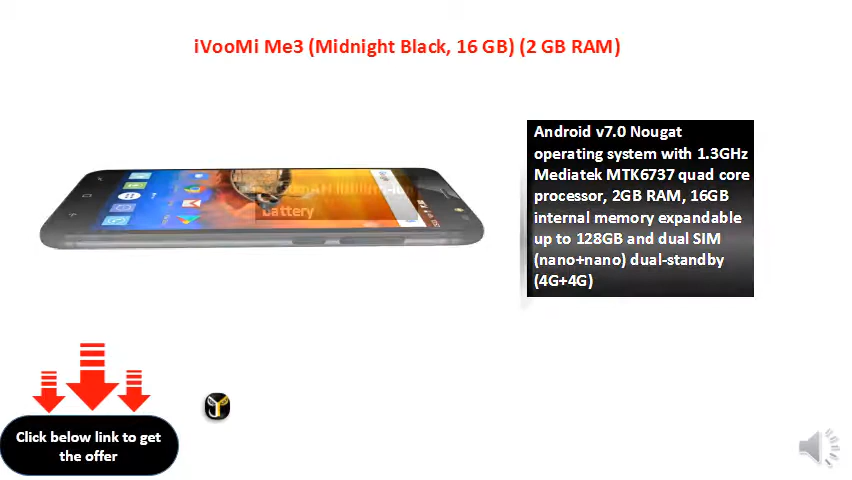 iVooMi Me3 (Midnight Black, 16 GB) (2 GB RAM)
Android v7.0 Nougat
operating system with 1.3GHz
Mediatek MTK6737 quad core
processor, 2GB RAM, 16GB
internal memory expandable
up to 128GB and dual SIM
(nano+nano) dual-standby
(4G+4G)
battery
Click below link to get
the offer